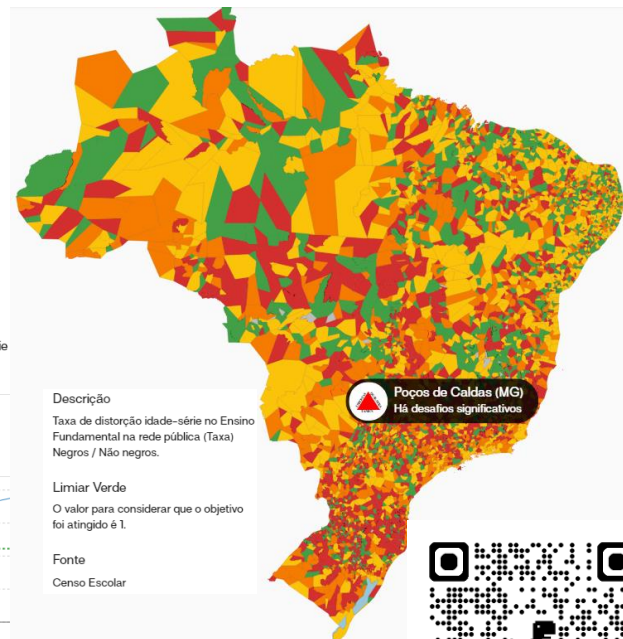 ie
Poços de Caldas (MG)
Há desafios significativos
Descrição
Taxa de distorção idade-série no Ensino
Fundamental na rede pública (Taxa)
Negros / Não negros.
Limiar Verde
O valor para considerar que o objetivo
foi atingido é 1.
Fonte
Censo Escolar